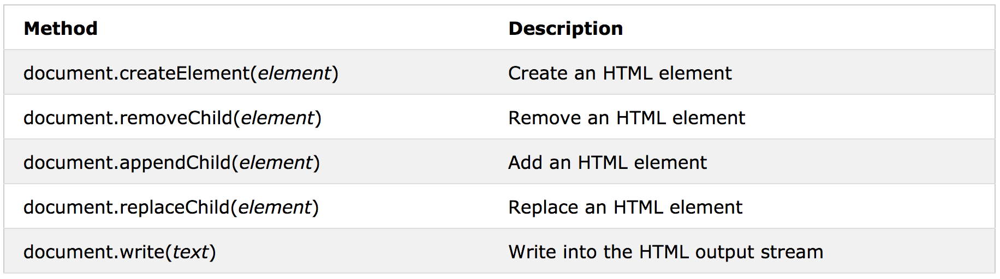 Method Description
document.createElement(element) Create an HTML element
document.removeChild(element) Remove an HTML element
document.appendChild(element) Add an HTML element
document.replaceChild(element) Replace an HTML element
document.write(text) Write into the HTML output stream